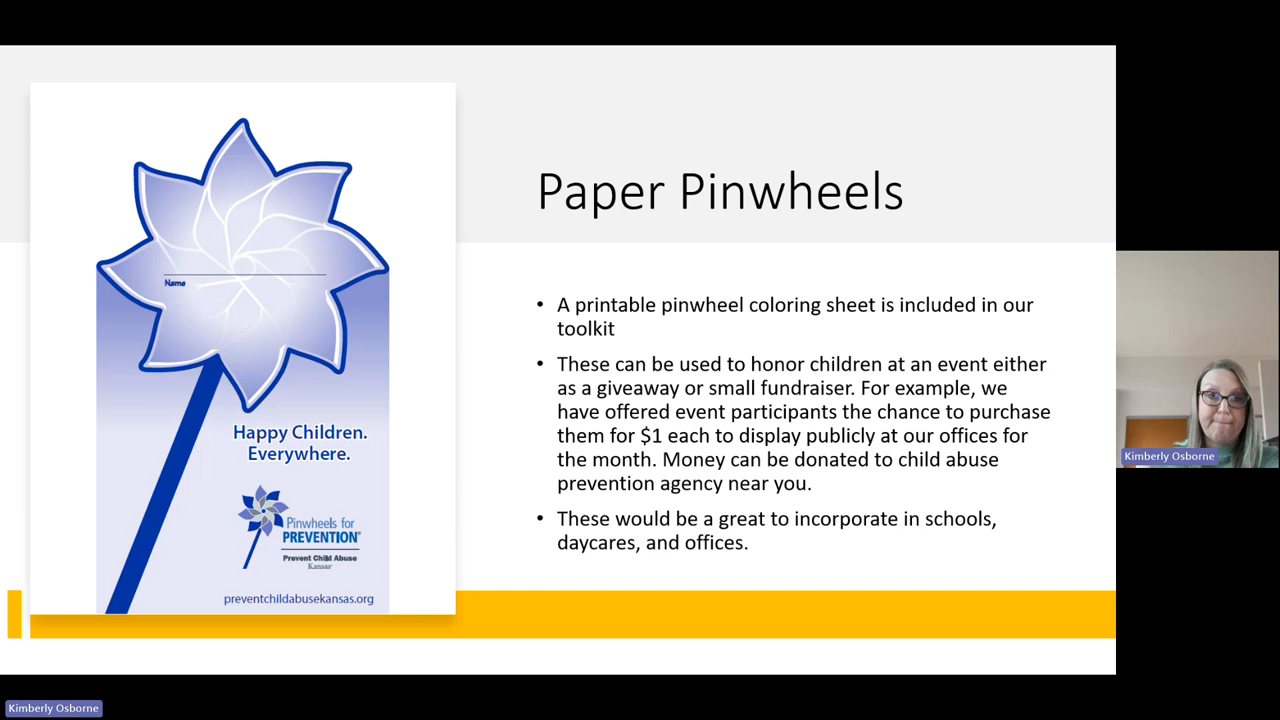 Paper Pinwheels
Name
Happy Children.
Everywhere.
Pinwheels for
PREVENTION®
Prevent Child Abuse
Kansas
preventchildabusekansas.org
• A printable pinwheel coloring sheet is included in our
toolkit
• These can be used to honor children at an event either
as a giveaway or small fundraiser. For example, we
have offered event participants the chance to purchase
them for $1 each to display publicly at our offices for
the month. Money can be donated to child abuse
prevention agency near you.
• These would be a great to incorporate in schools,
daycares, and offices.
Kimberly Osborne
Kimberly Osborne